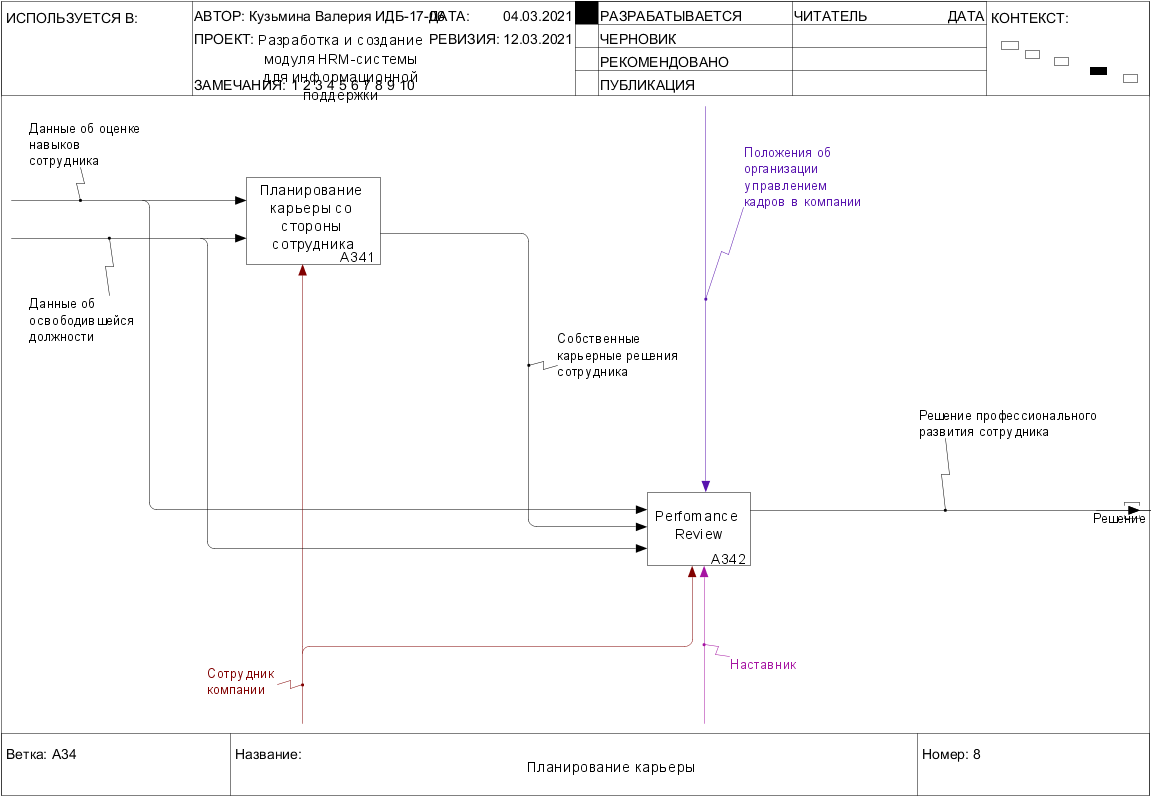 ИСПОЛЬЗУЕТСЯ В:
АВТОР: Кузьмина Валерия ИДБ-17-06
ДАТА: 04.03.2021
ПРОЕКТ: Разработка и создание
модуля HRM-системы
для информационной
поддержки
РЕВИЗИЯ: 12.03.2021
ЗАМЕЧАНИЯ: 1 2 3 4 5 6 7 8 9 10
РАЗРАБАТЫВАЕТСЯ
ЧЕРНОВИК
РЕКОМЕНДОВАНО
ПУБЛИКАЦИЯ
ЧИТАТЕЛЬ ДАТА
КОНТЕКСТ:
Данные об оценке
навыков
сотрудника
Планирование
карьеры со
стороны
сотрудника
A341
Положения об
организации
управлением
кадров в компании
Данные об
освободившейся
должности
Собственные
карьерные решения
сотрудника
Решение профессионального
развития сотрудника
Perfomance
Review
A342
Решение
Сотрудник
компании
Наставник
Ветка: A34
Название:
Планирование карьеры
Номер: 8